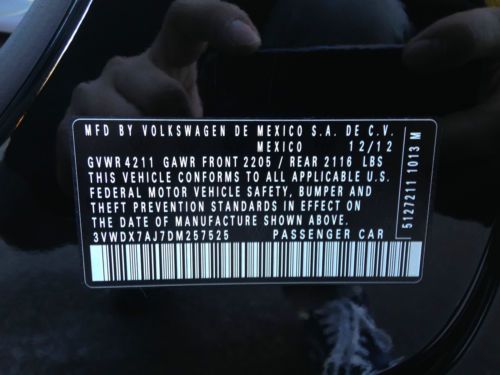 MFD BY VOLKSWAGEN DE MEXICO S.A. DE C.V.
MEXICO 12/12
GVWR 4211 GAWR FRONT 2205 / REAR 2116 LBS
THIS VEHICLE CONFORMS TO ALL APPLICABLE U.S.
FEDERAL MOTOR VEHICLE SAFETY, BUMPER AND
THEFT PREVENTION STANDARDS IN EFFECT ON
THE DATE OF MANUFACTURE SHOWN ABOVE.
3VWDX7AJ7DM257525 PASSENGER CAR
5127211 1013 M